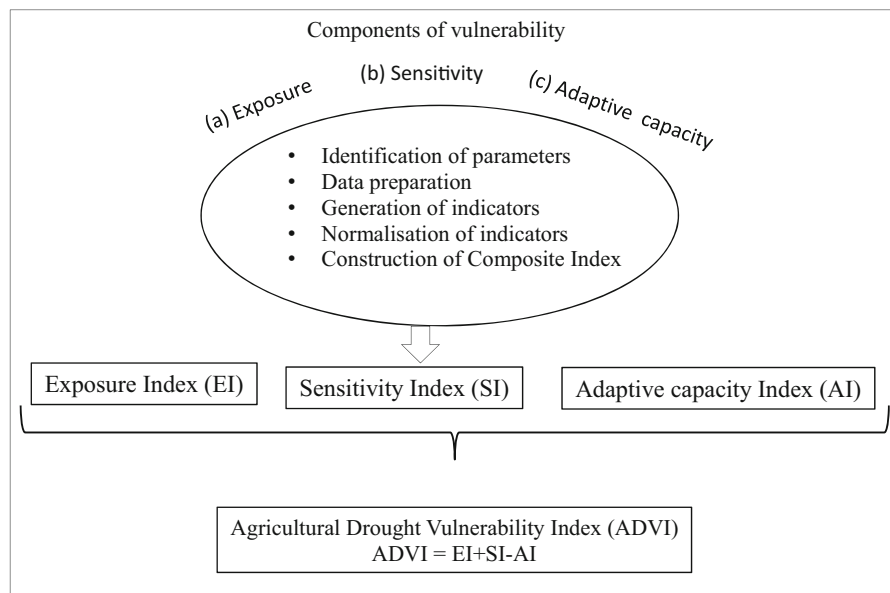 Components of vulnerability
(a) Exposure
(b) Sensitivity
(c) Adaptive capacity
• Identification of parameters
• Data preparation
• Generation of indicators
• Normalisation of indicators
• Construction of Composite Index
Exposure Index (EI)
Sensitivity Index (SI)
Adaptive capacity Index (AI)
Agricultural Drought Vulnerability Index (ADVI)
ADVI = EI+SI-AI